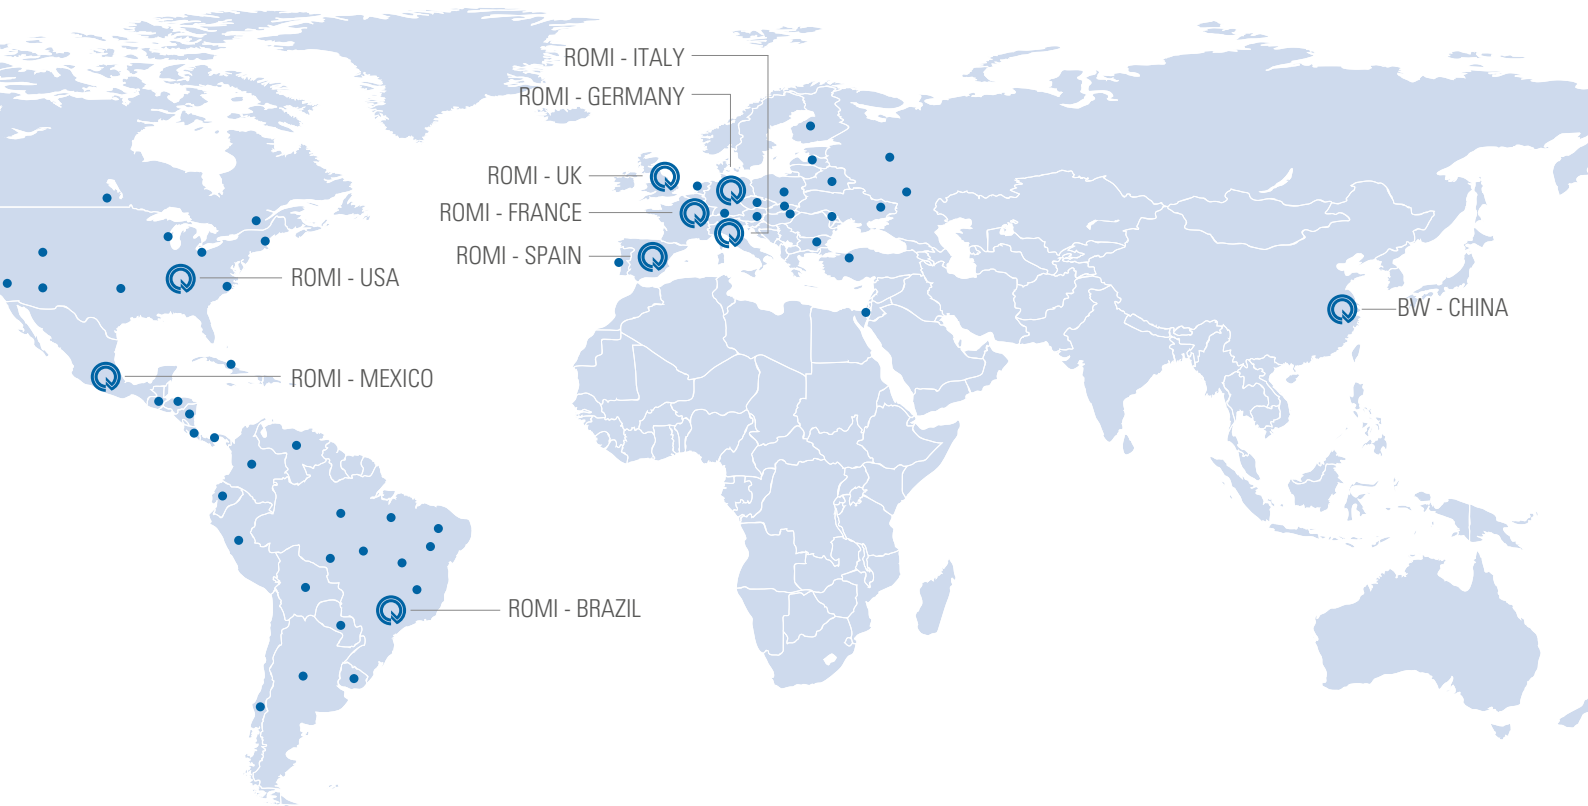 ROMI - ITALY
ROMI - GERMANY
ROMI - UK
ROMI - FRANCE
ROMI - SPAIN
ROMI - USA
BW - CHINA
ROMI - MEXICO
ROMI - BRAZIL